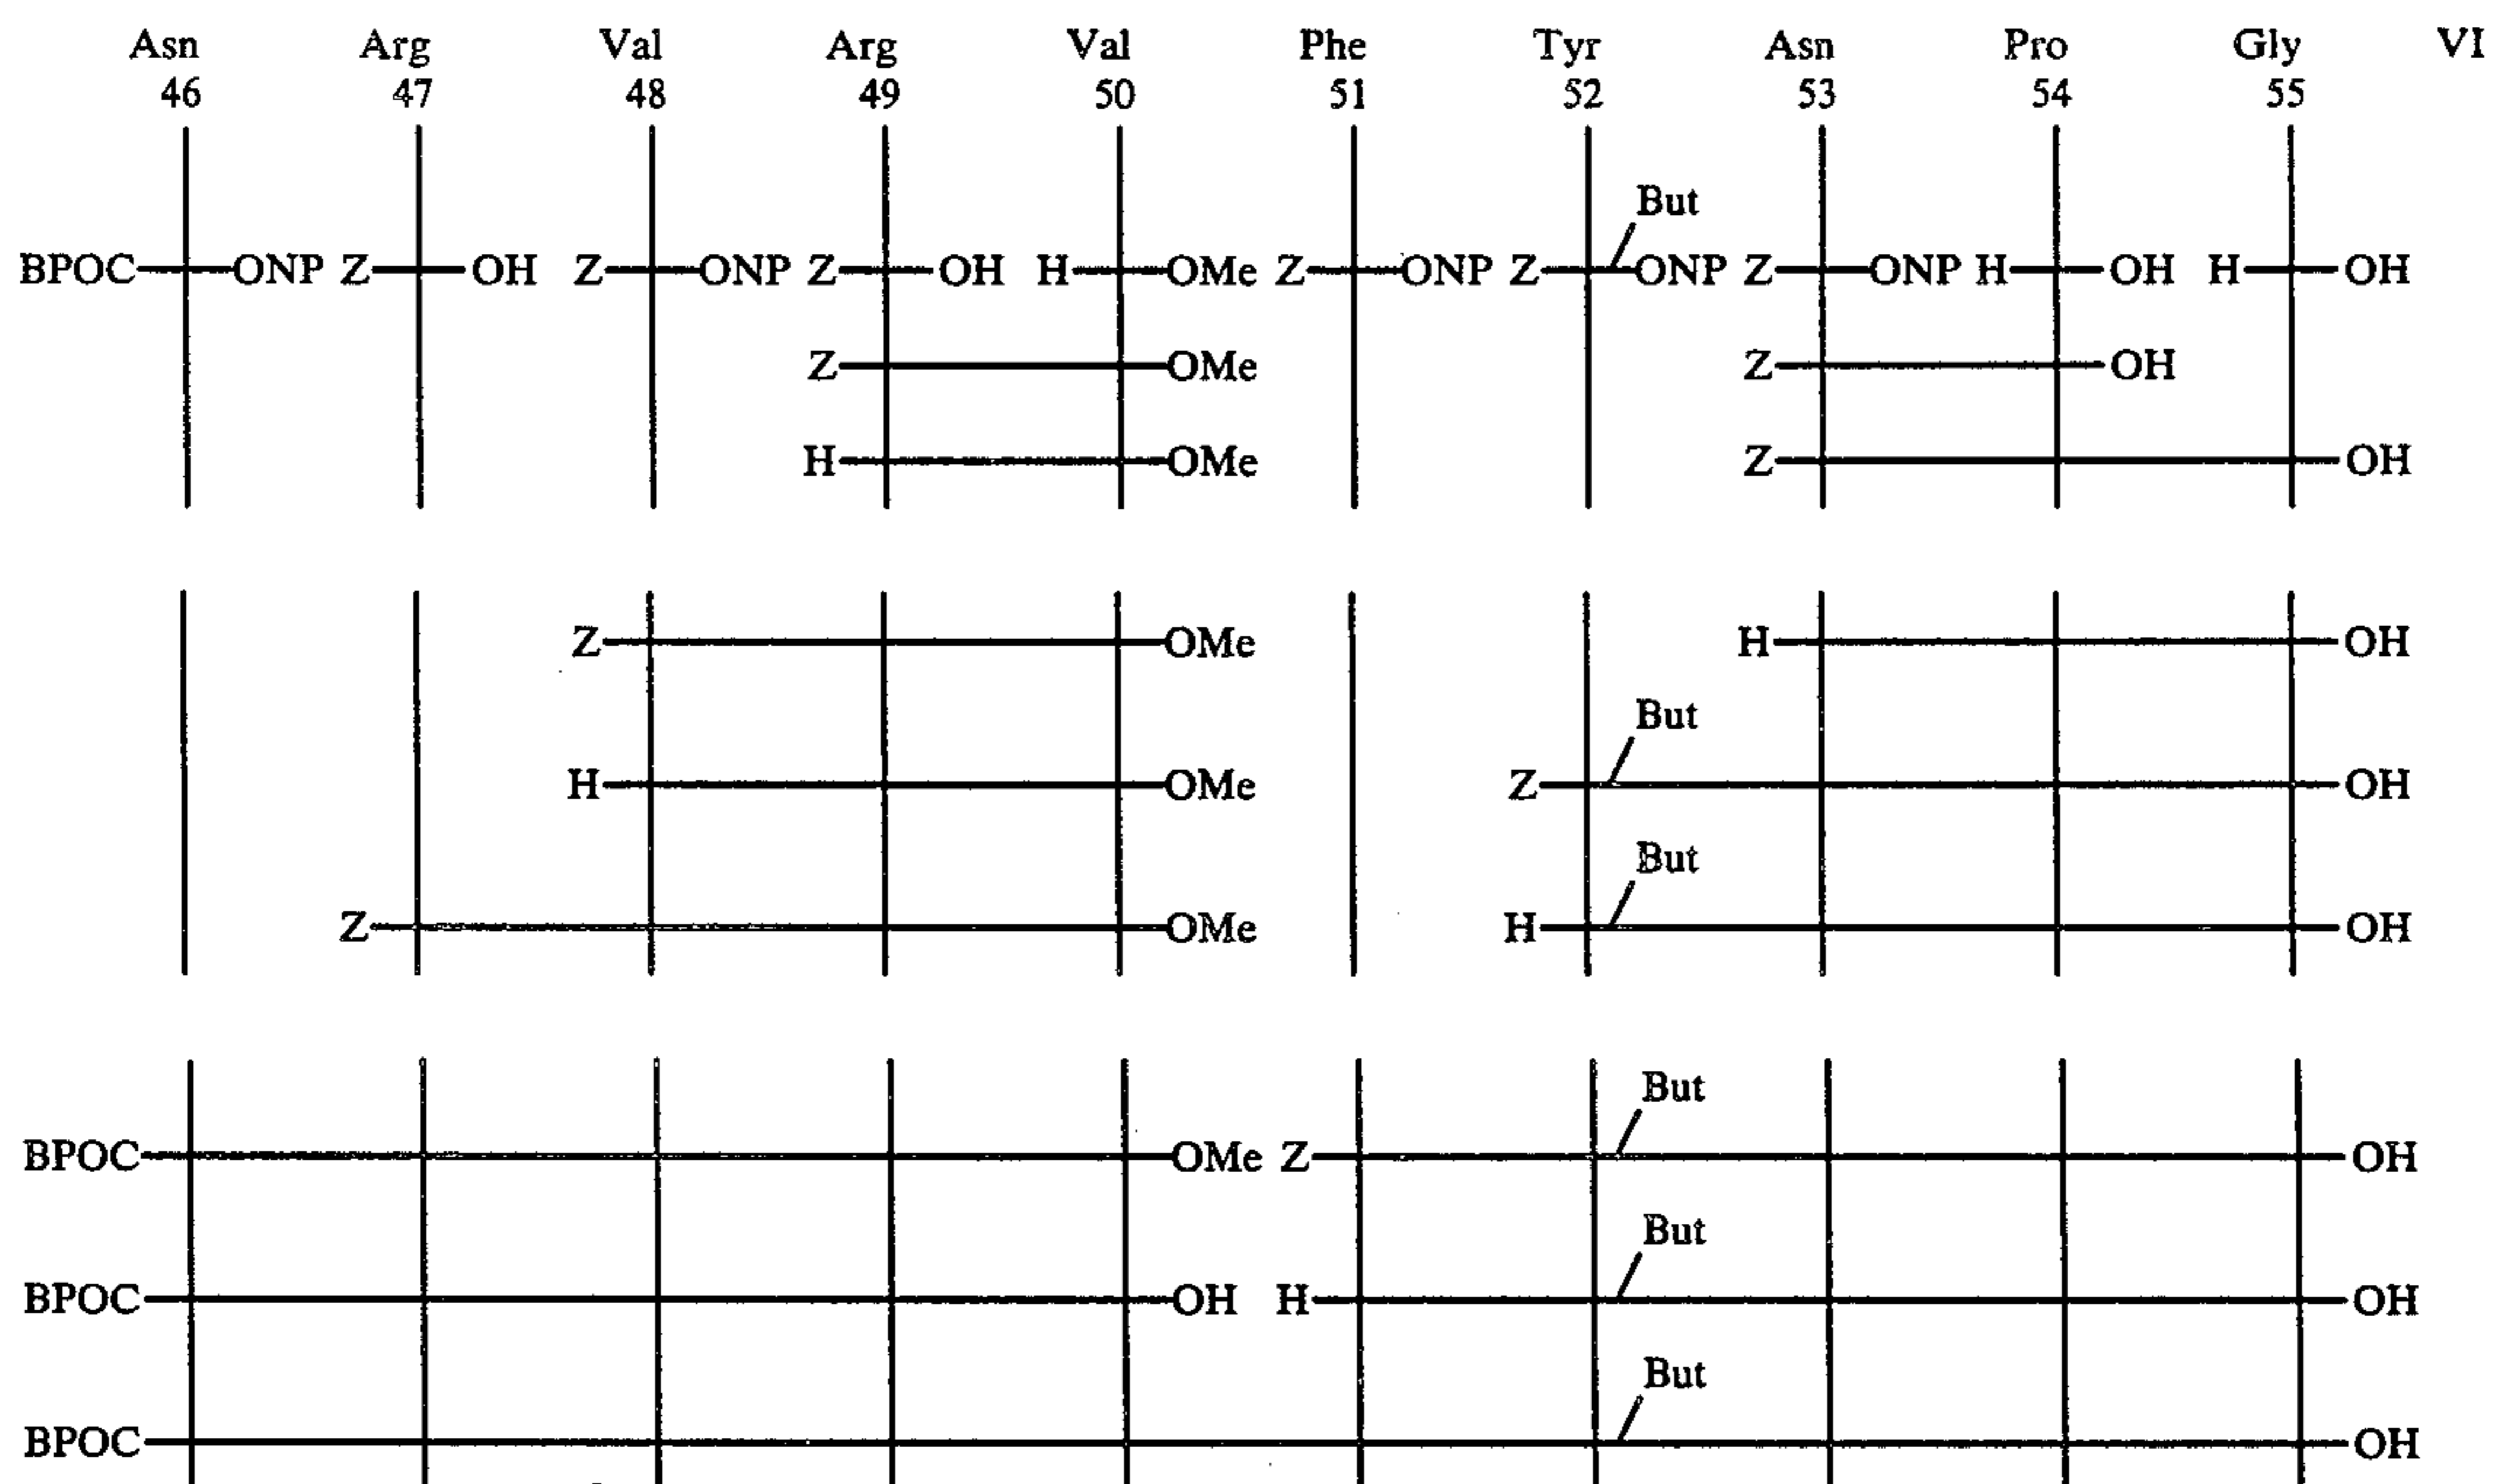 Asn Arg Val Arg Val Phe Tyr Asn Pro Gly VI
46 47 48 49 50 51 52 53 54 55
But
BPOC ONP Z OH Z ONP Z OH H OMe Z ONP Z ONP Z ONP H OH H OH
Z OMe Z OH
H OMe Z OH
Z OMe H OH
But
H OMe Z OH
But
Z OMe H OH
But
BPOC OMe Z OH
But
BPOC OH H OH
But
BPOC OH